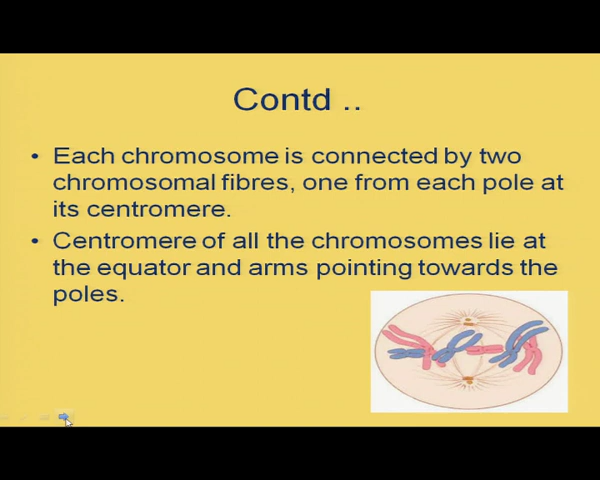 Contd ..
• Each chromosome is connected by two
chromosomal fibres, one from each pole at
its centromere.
• Centromere of all the chromosomes lie at
the equator and arms pointing towards the
poles.